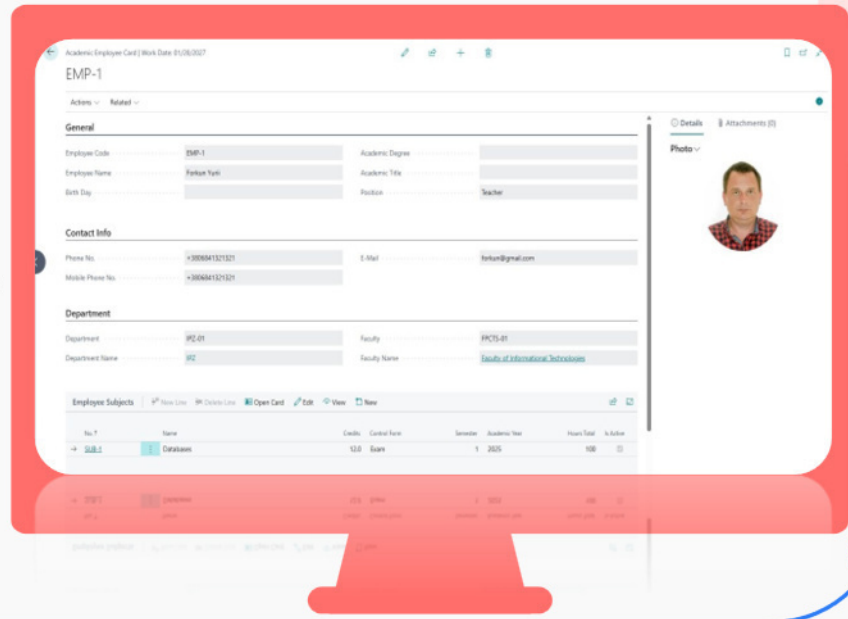 Academic Employee Card | Work Date: 01/28/2027
EMP-1
Actions Related
General
Employee Code EMP-1 Academic Degree
Employee Name Forkun Yurii Academic Title
Birth Day Position Teacher
Contact Info
Phone No. +3806841321321 E-Mail forkun@gmail.com
Mobile Phone No. +3806841321321
Department
Department IPZ-01 Faculty FPCTS-01
Department Name IPZ Faculty Name Faculty of Informational Technologies
Employee Subjects New Line Delete Line Open Card Edit View New
No. Name Credits Control Form Semester Academic Year Hours Total Is Active
SUB-1 Databases 12.0 Exam 1 2025 100
Details Attachments (0)
Photo